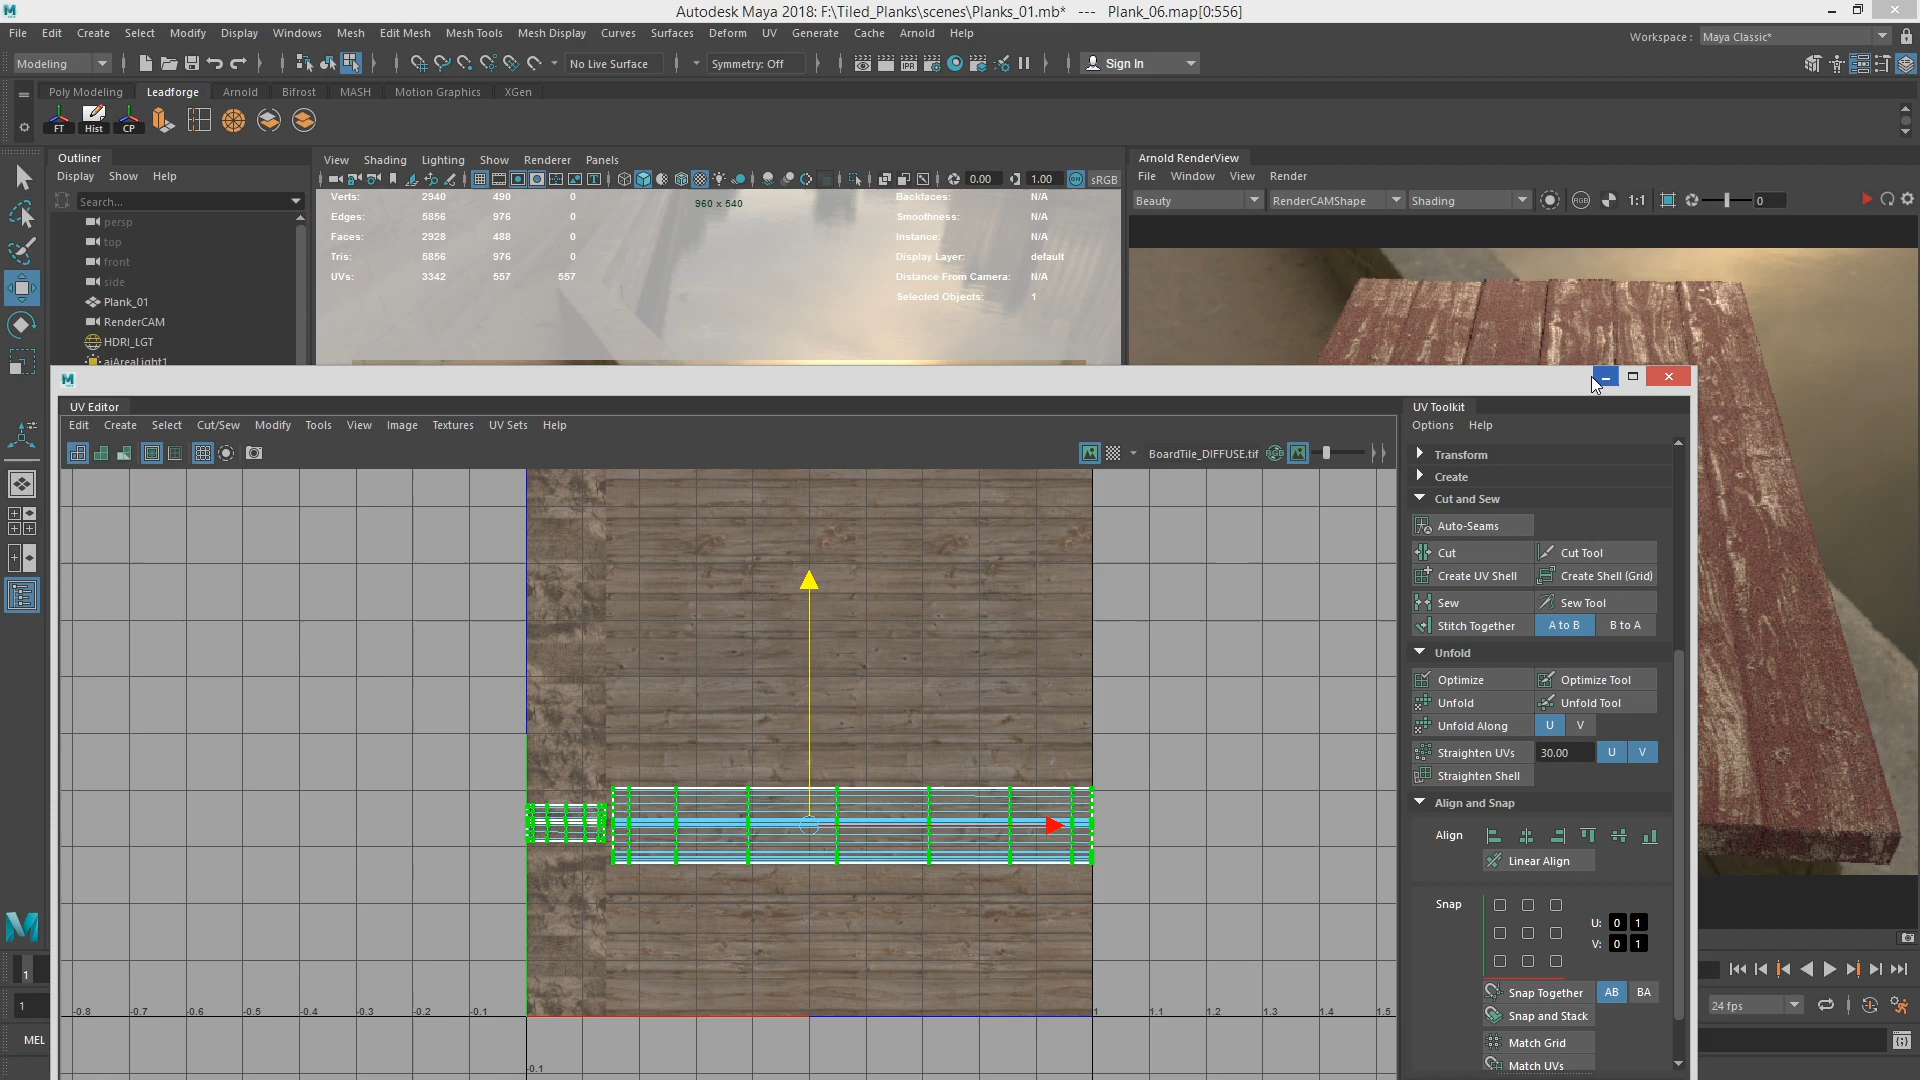 Autodesk Maya 2018: F:\Tiled_Planks\scenes\Planks_01.mb* --- Plank_06.map[0:556]
File Edit Create Select Modify Display Windows Mesh Edit Mesh Mesh Tools Mesh Display Curves Surfaces Deform UV Generate Cache Arnold Help
Workspace : Maya Classic*
Modeling No Live Surface Symmetry: Off Sign In
Poly Modeling Leadforge Arnold Bifrost MASH Motion Graphics XGen
FT Hist CP
Outliner
Display Show Help
Search...
persp
top
front
side
Plank_01
RenderCAM
HDRI_LGT
aiAreaLight1
View Shading Lighting Show Renderer Panels
0.00 1.00 sRGB
Verts: 2940 490 0
Edges: 5856 976 0
Faces: 2928 488 0
Tris: 5856 976 0
UVs: 3342 557 557
960 x 540
Backfaces: N/A
Smoothness: N/A
Instance: N/A
Display Layer: default
Distance From Camera: N/A
Selected Objects: 1
Arnold RenderView
File Window View Render
Beauty RenderCAMShape Shading 1:1 0
UV Editor
Edit Create Select Cut/Sew Modify Tools View Image Textures UV Sets Help
BoardTile_DIFFUSE.tif
-0.8 -0.7 -0.6 -0.5 -0.4 -0.3 -0.2 -0.1 1 1.1 1.2 1.3 1.4 1.5
-0.1
UV Toolkit
Options Help
Transform
Create
Cut and Sew
Auto-Seams
Cut Cut Tool
Create UV Shell Create Shell (Grid)
Sew Sew Tool
Stitch Together A to B B to A
Unfold
Optimize Optimize Tool
Unfold Unfold Tool
Unfold Along U V
Straighten UVs 30.00 U V
Straighten Shell
Align and Snap
Align
Linear Align
Snap
U: 0 1
V: 0 1
Snap Together AB BA
Snap and Stack
Match Grid
Match UVs
1
1
MEL
24 fps